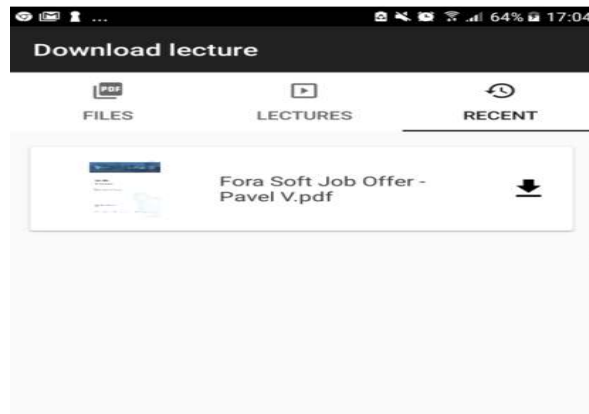 ... 64% 17:04
Download lecture
PDF
FILES LECTURES RECENT
Fora Soft Job Offer -
Pavel V.pdf